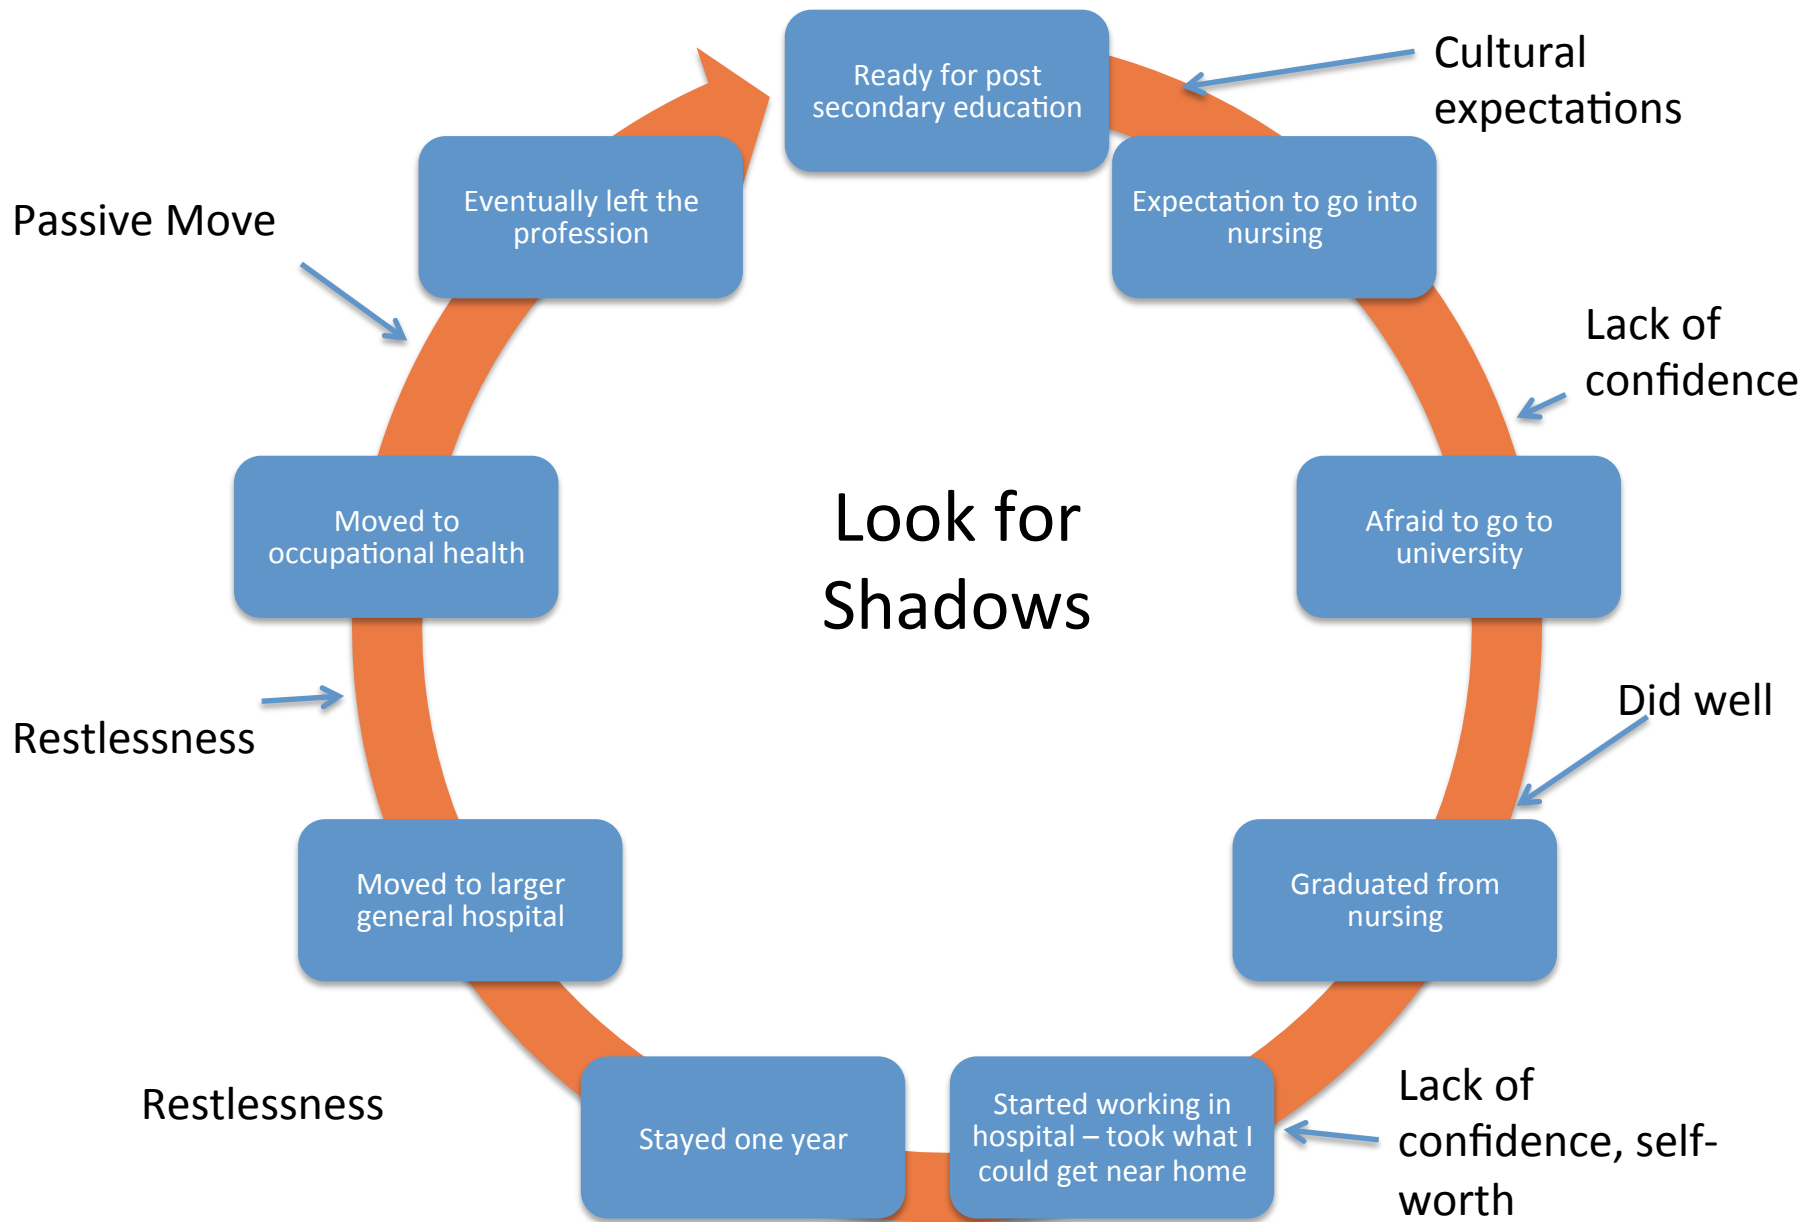 Ready for post
secondary education
Cultural
expectations
Expectation to go into
nursing
Lack of
confidence
Afraid to go to
university
Did well
Graduated from
nursing
Lack of
confidence, self-
worth
Started working in
hospital – took what I
could get near home
Stayed one year
Restlessness
Moved to larger
general hospital
Restlessness
Moved to
occupational health
Passive Move
Eventually left the
profession
Look for
Shadows